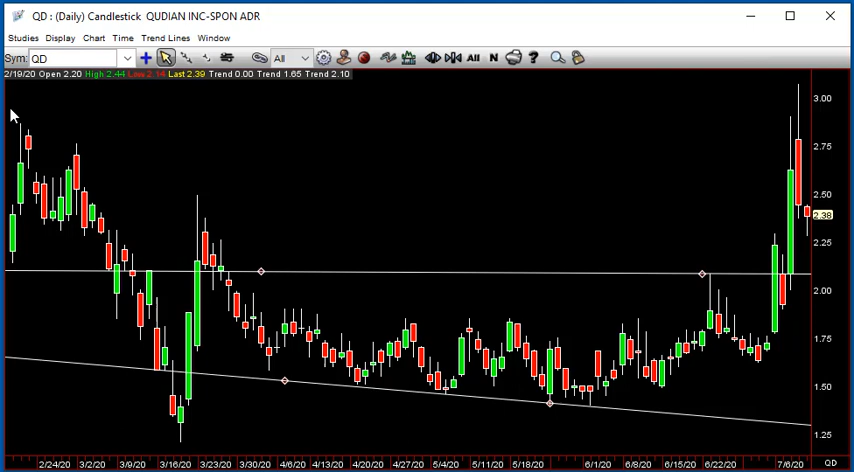 QD : (Daily) Candlestick QUDIAN INC-SPON ADR
Studies Display Chart Time Trend Lines Window
Sym: QD All All N ?
2/19/20 Open 2.20 High 2.44 Low 2.14 Last 2.39 Trend 0.00 Trend 1.65 Trend 2.10
3.00
2.75
2.50
2.38
2.25
2.00
1.75
1.50
1.25
2/24/20 3/2/20 3/9/20 3/16/20 3/23/20 3/30/20 4/6/20 4/13/20 4/20/20 4/27/20 5/4/20 5/11/20 5/18/20 6/1/20 6/8/20 6/15/20 6/22/20 7/6/20 QD